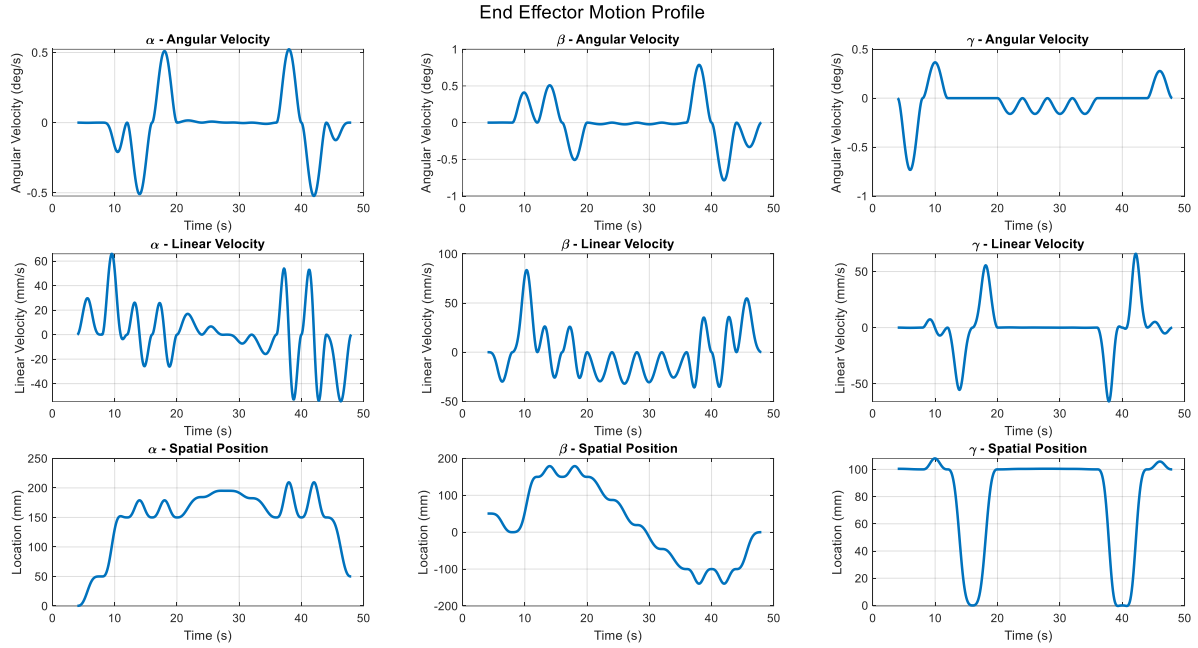 End Effector Motion Profile
α - Angular Velocity
Angular Velocity (deg/s)
0.5
0
-0.5
0 10 20 30 40 50
Time (s)
β - Angular Velocity
Angular Velocity (deg/s)
1
0.5
0
-0.5
-1
0 10 20 30 40 50
Time (s)
γ - Angular Velocity
Angular Velocity (deg/s)
0.5
0
-0.5
-1
0 10 20 30 40 50
Time (s)
α - Linear Velocity
Linear Velocity (mm/s)
60
40
20
0
-20
-40
0 10 20 30 40 50
Time (s)
β - Linear Velocity
Linear Velocity (mm/s)
100
50
0
-50
0 10 20 30 40 50
Time (s)
γ - Linear Velocity
Linear Velocity (mm/s)
50
0
-50
0 10 20 30 40 50
Time (s)
α - Spatial Position
Location (mm)
250
200
150
100
50
0
0 10 20 30 40 50
Time (s)
β - Spatial Position
Location (mm)
200
100
0
-100
-200
0 10 20 30 40 50
Time (s)
γ - Spatial Position
Location (mm)
100
80
60
40
20
0
0 10 20 30 40 50
Time (s)